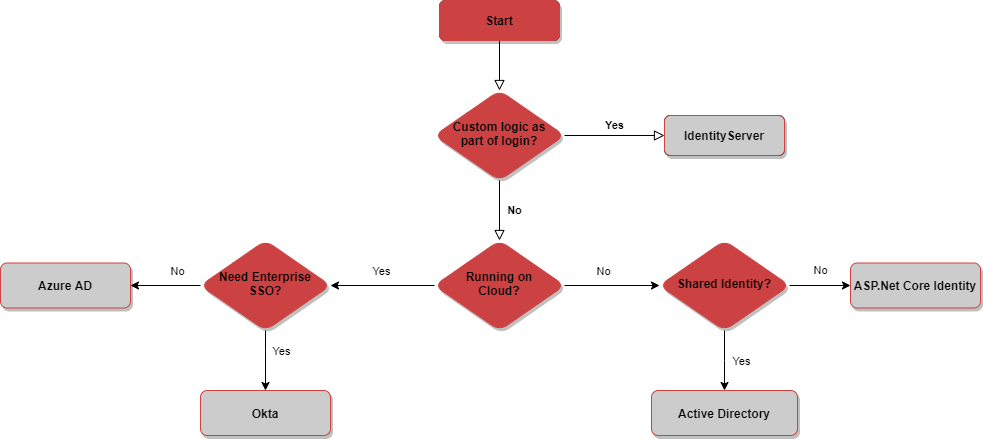 Start
Custom logic as
part of login?
Yes
IdentityServer
No
Azure AD
No
Need Enterprise
SSO?
Yes
Running on
Cloud?
No
Shared Identity?
No
ASP.Net Core Identity
Yes
Yes
Okta
Active Directory